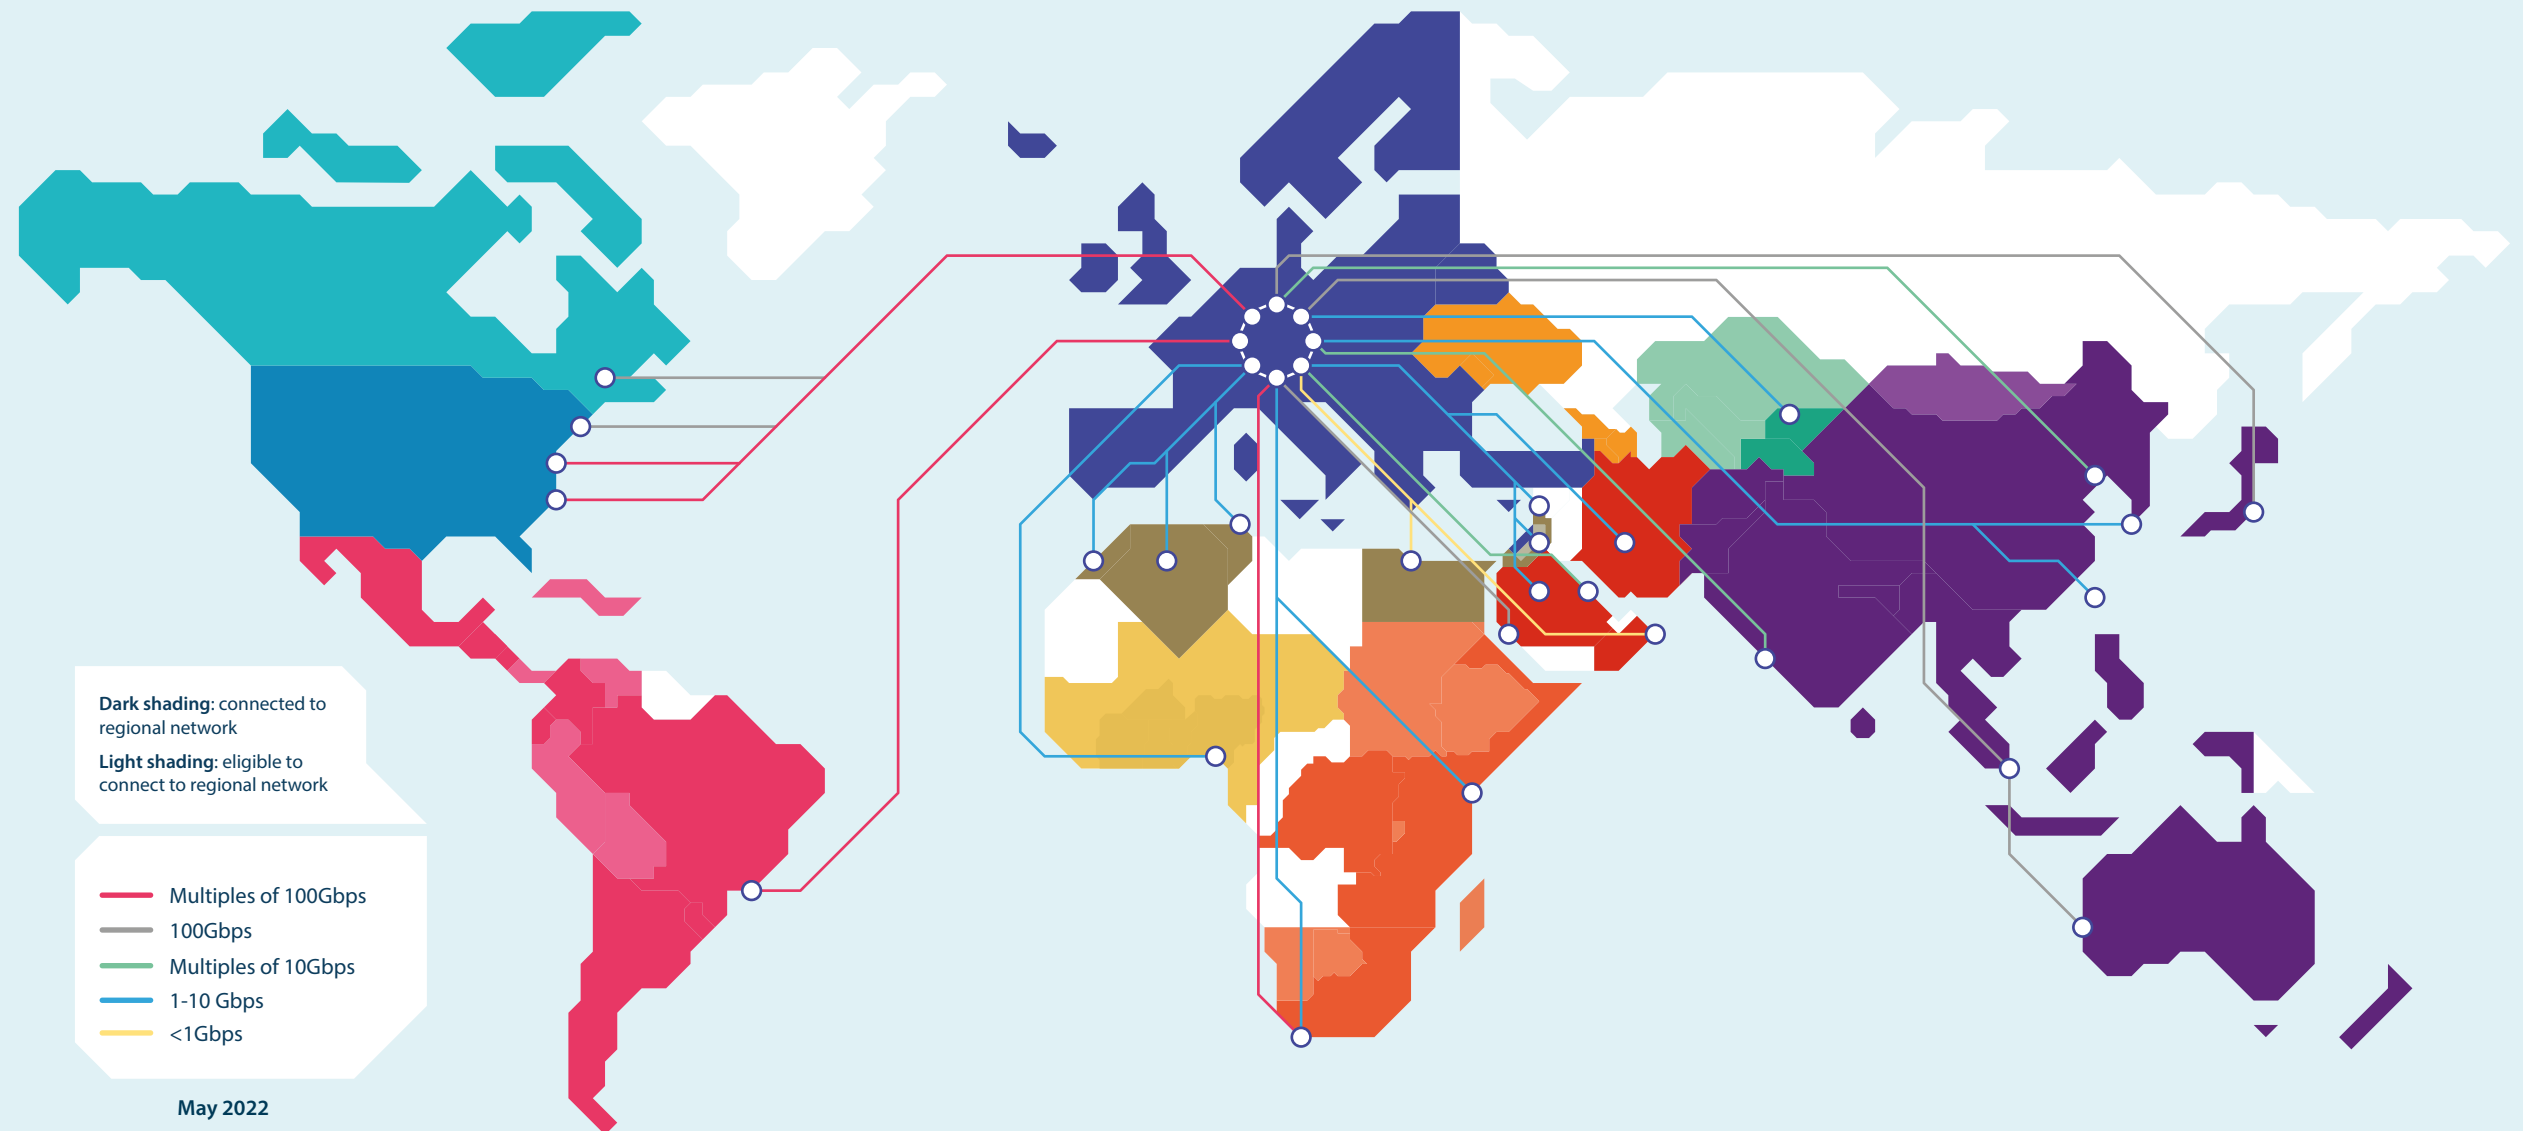 Dark shading: connected to
regional network
Light shading: eligible to
connect to regional network
Multiples of 100Gbps
100Gbps
Multiples of 10Gbps
1-10 Gbps
<1Gbps
May 2022